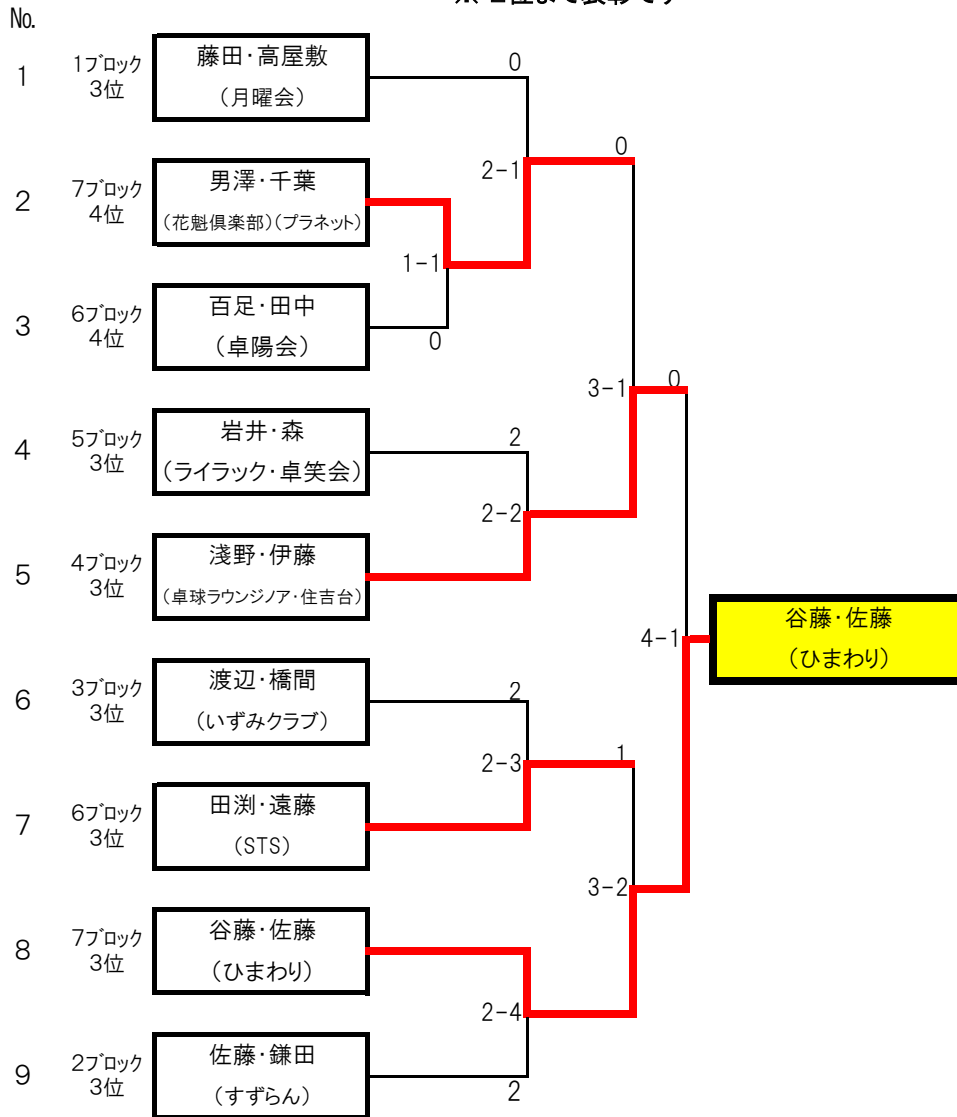 No.
1
1ブロック
3位
藤田・高屋敷
(月曜会)
0
2-1
0
2
7ブロック
4位
男澤・千葉
(花魁倶楽部)(プラネット)
1-1
3
6ブロック
4位
百足・田中
(卓陽会)
0
3-1
0
4
5ブロック
3位
岩井・森
(ライラック・卓笑会)
2
2-2
5
4ブロック
3位
淺野・伊藤
(卓球ラウンジノア・住吉台)
4-1
谷藤・佐藤
(ひまわり)
6
3ブロック
3位
渡辺・橋間
(いずみクラブ)
2
2-3
1
7
6ブロック
3位
田渕・遠藤
(STS)
3-2
8
7ブロック
3位
谷藤・佐藤
(ひまわり)
2-4
9
2ブロック
3位
佐藤・鎌田
(すずらん)
2